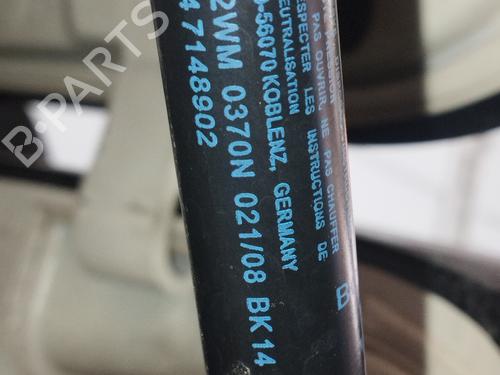 47148902
2WM 0370N 021/08 BK14
56070 KOBLENZ, GERMANY
NEUTRALISATION
RESPECTER LES INSTRUCTIONS DE
PAS OUVRIR, NE PAS CHAUFFER
B
B-Parts